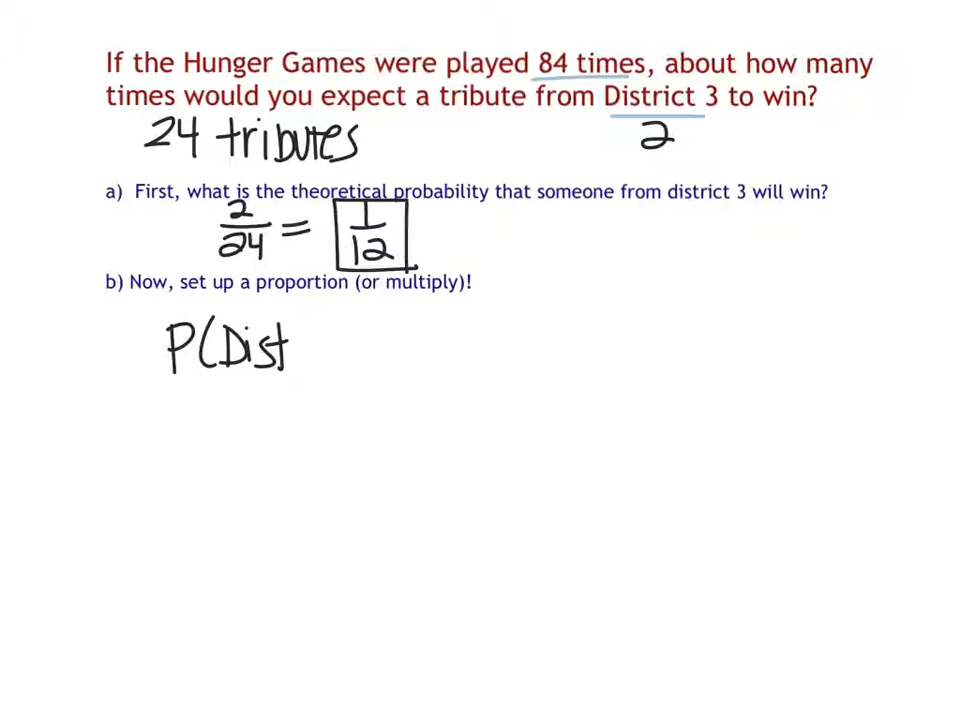 If the Hunger Games were played 84 times, about how many
times would you expect a tribute from District 3 to win?
24 tributes 2
a) First, what is the theoretical probability that someone from district 3 will win?
2/24 = 1/12
b) Now, set up a proportion (or multiply)!
P(Dist